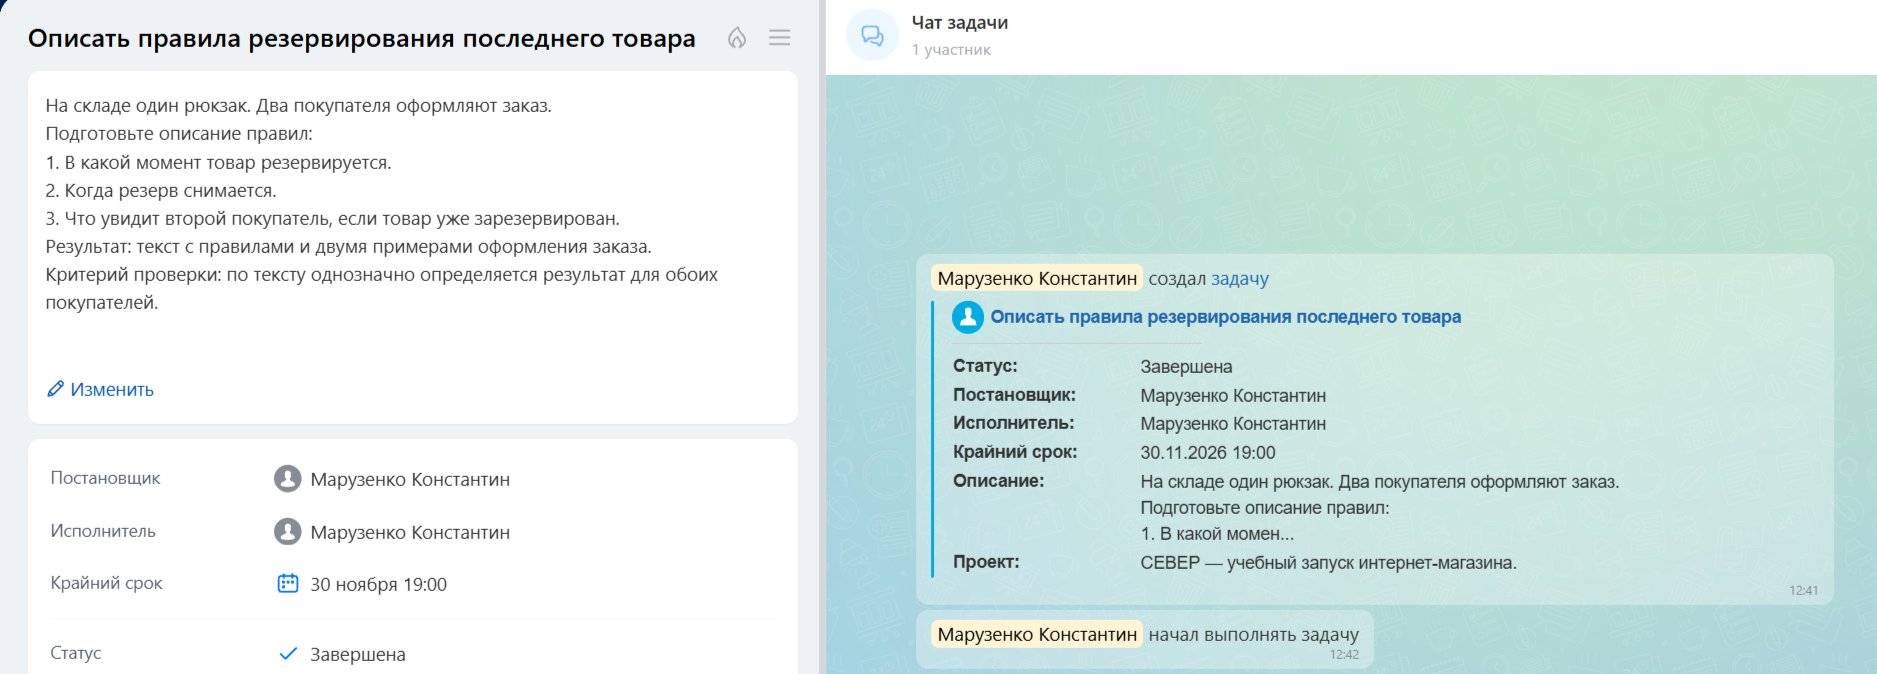 Описать правила резервирования последнего товара
На складе один рюкзак. Два покупателя оформляют заказ.
Подготовьте описание правил:
1. В какой момент товар резервируется.
2. Когда резерв снимается.
3. Что увидит второй покупатель, если товар уже зарезервирован.
Результат: текст с правилами и двумя примерами оформления заказа.
Критерий проверки: по тексту однозначно определяется результат для обоих
покупателей.
Изменить
Постановщик Марузенко Константин
Исполнитель Марузенко Константин
Крайний срок 30 ноября 19:00
Статус Завершена
Чат задачи
1 участник
Марузенко Константин создал задачу
Описать правила резервирования последнего товара
Статус: Завершена
Постановщик: Марузенко Константин
Исполнитель: Марузенко Константин
Крайний срок: 30.11.2026 19:00
Описание: На складе один рюкзак. Два покупателя оформляют заказ.
Подготовьте описание правил:
1. В какой момен...
Проект: СЕВЕР — учебный запуск интернет-магазина.
12:41
Марузенко Константин начал выполнять задачу
12:42